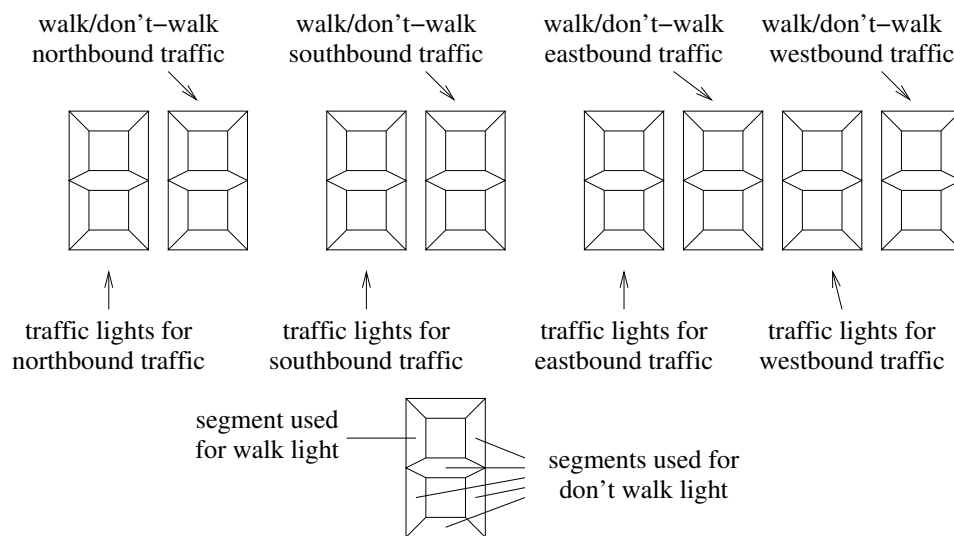 walk/don't−walk
northbound traffic
walk/don't−walk
southbound traffic
walk/don't−walk
eastbound traffic
walk/don't−walk
westbound traffic
traffic lights for
northbound traffic
traffic lights for
southbound traffic
traffic lights for
eastbound traffic
traffic lights for
westbound traffic
segment used
for walk light
segments used for
don't walk light